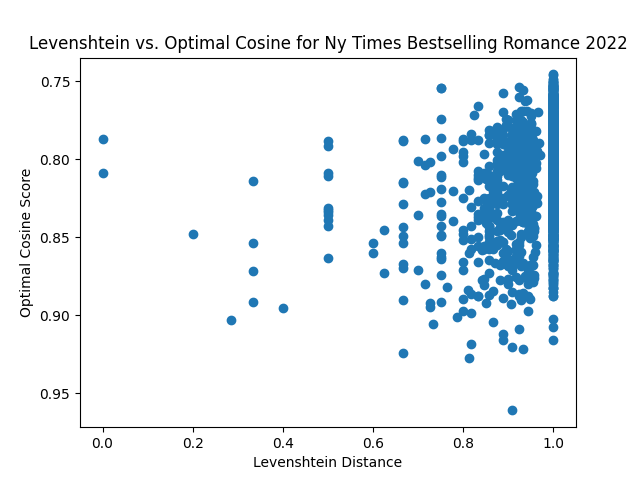 Levenshtein vs. Optimal Cosine for Ny Times Bestselling Romance 2022
0.75
0.80
0.85
0.90
0.95
Optimal Cosine Score
0.0 0.2 0.4 0.6 0.8 1.0
Levenshtein Distance